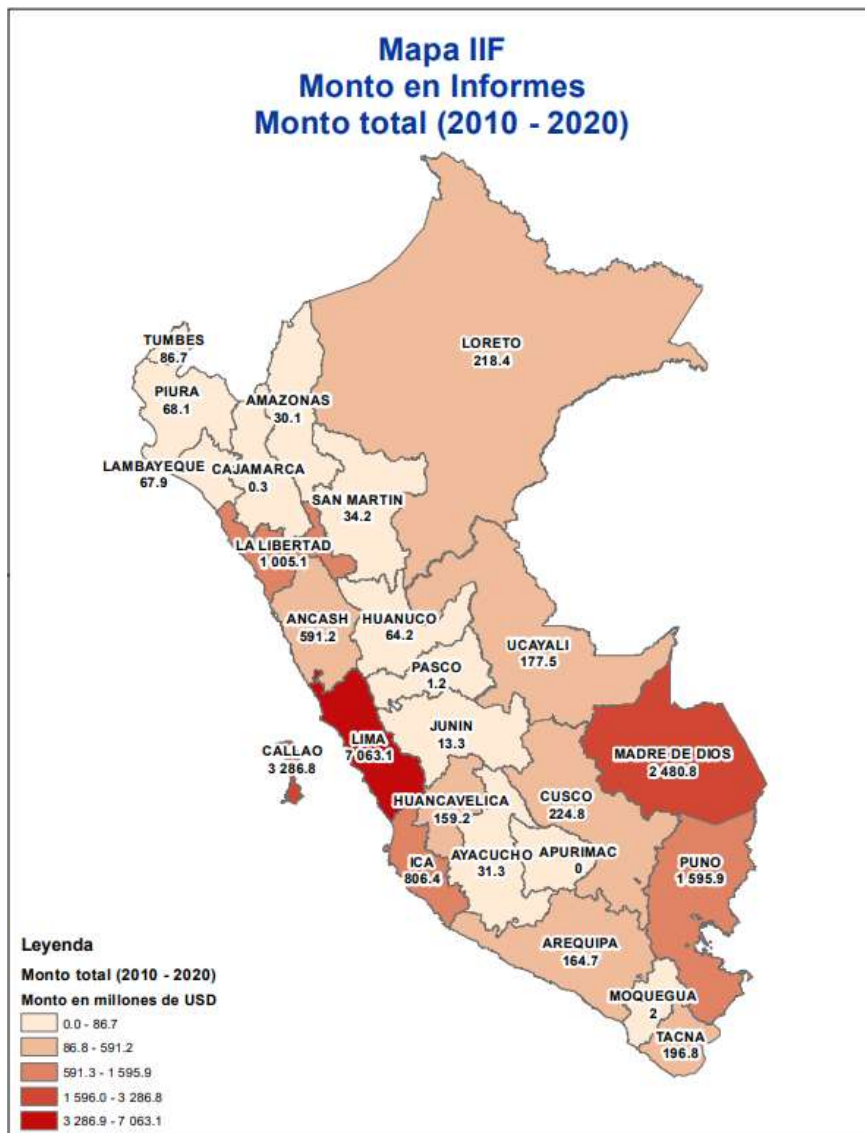 Mapa IIF
Monto en Informes
Monto total (2010 - 2020)
TUMBES
86.7
PIURA
68.1
LAMBAYEQUE
67.9
CAJAMARCA
0.3
AMAZONAS
30.1
LORETO
218.4
SAN MARTIN
34.2
LA LIBERTAD
1 005.1
ANCASH
591.2
HUANUCO
64.2
UCAYALI
177.5
PASCO
1.2
LIMA
7 063.1
CALLAO
3 286.8
JUNIN
13.3
MADRE DE DIOS
2 480.8
HUANCAVELICA
159.2
CUSCO
224.8
ICA
806.4
AYACUCHO
31.3
APURIMAC
0
PUNO
1 595.9
AREQUIPA
164.7
MOQUEGUA
2
TACNA
196.8
Leyenda
Monto total (2010 - 2020)
Monto en millones de USD
0.0 - 86.7
86.8 - 591.2
591.3 - 1 595.9
1 596.0 - 3 286.8
3 286.9 - 7 063.1